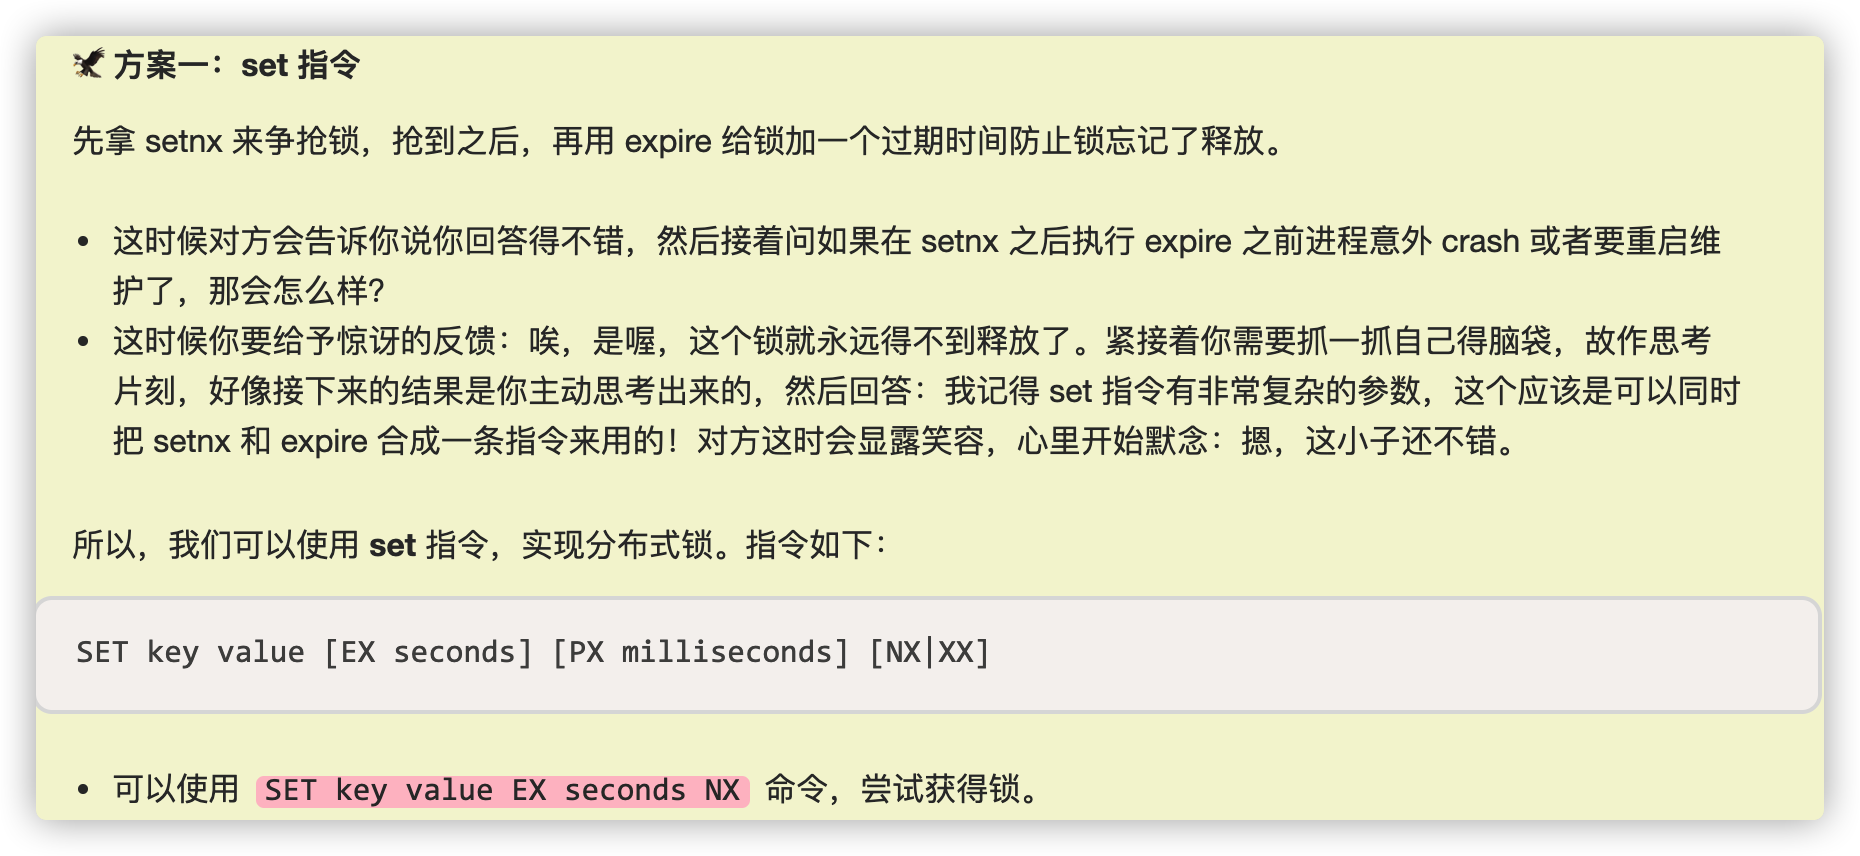 方案一：set 指令
先拿 setnx 来争抢锁，抢到之后，再用 expire 给锁加一个过期时间防止锁忘记了释放。
• 这时候对方会告诉你说你回答得不错，然后接着问如果在 setnx 之后执行 expire 之前进程意外 crash 或者要重启维
护了，那会怎么样？
• 这时候你要给予惊讶的反馈：唉，是喔，这个锁就永远得不到释放了。紧接着你需要抓一抓自己得脑袋，故作思考
片刻，好像接下来的结果是你主动思考出来的，然后回答：我记得 set 指令有非常复杂的参数，这个应该是可以同时
把 setnx 和 expire 合成一条指令来用的！对方这时会显露笑容，心里开始默念：摁，这小子还不错。
所以，我们可以使用 set 指令，实现分布式锁。指令如下：
SET key value [EX seconds] [PX milliseconds] [NX|XX]
• 可以使用 SET key value EX seconds NX 命令，尝试获得锁。